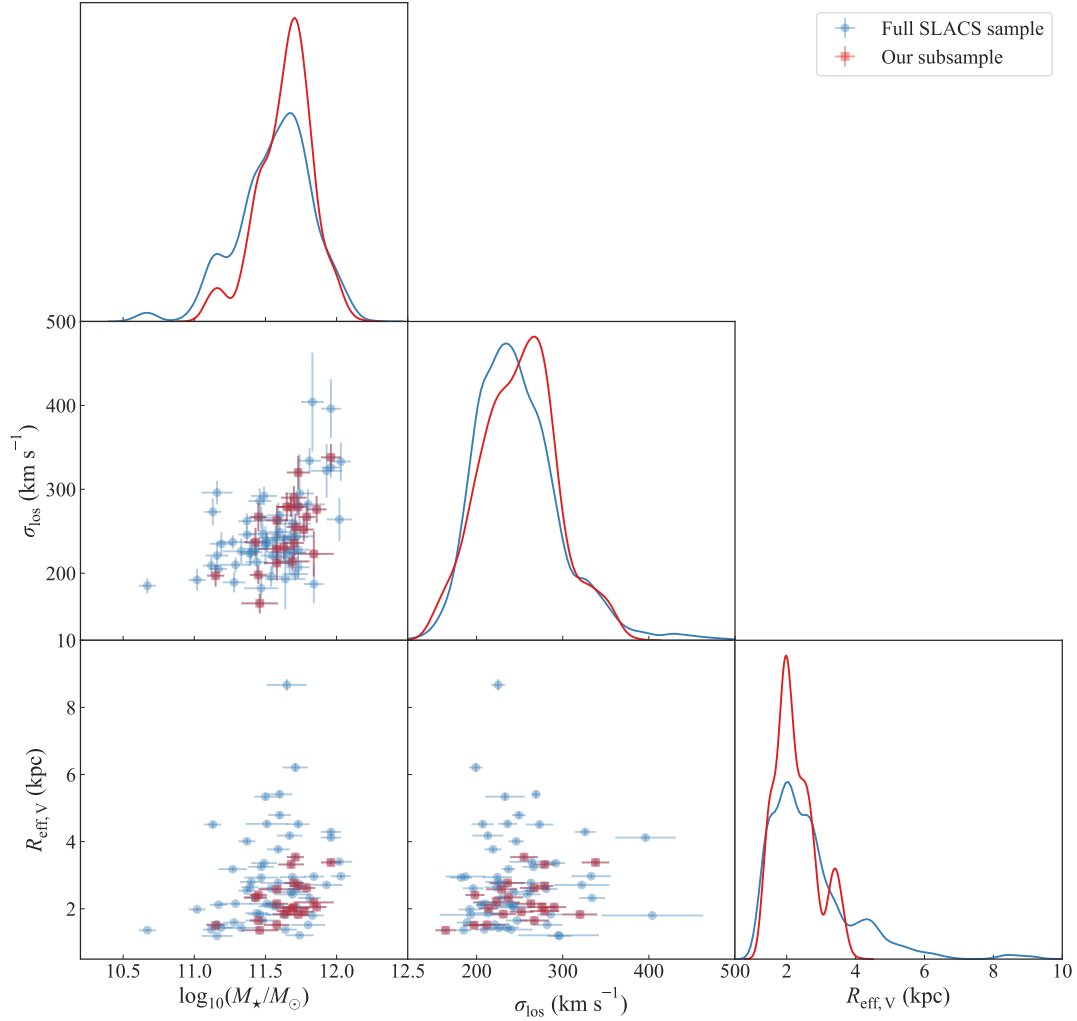 Full SLACS sample
Our subsample
500
400
300
200
10
σlos (km s−1)
8
6
4
2
Reff, V (kpc)
10.5 11.0 11.5 12.0 12.5
200 300 400 500
2 4 6 8 10
log10(M★/M⊙)
σlos (km s−1)
Reff, V (kpc)